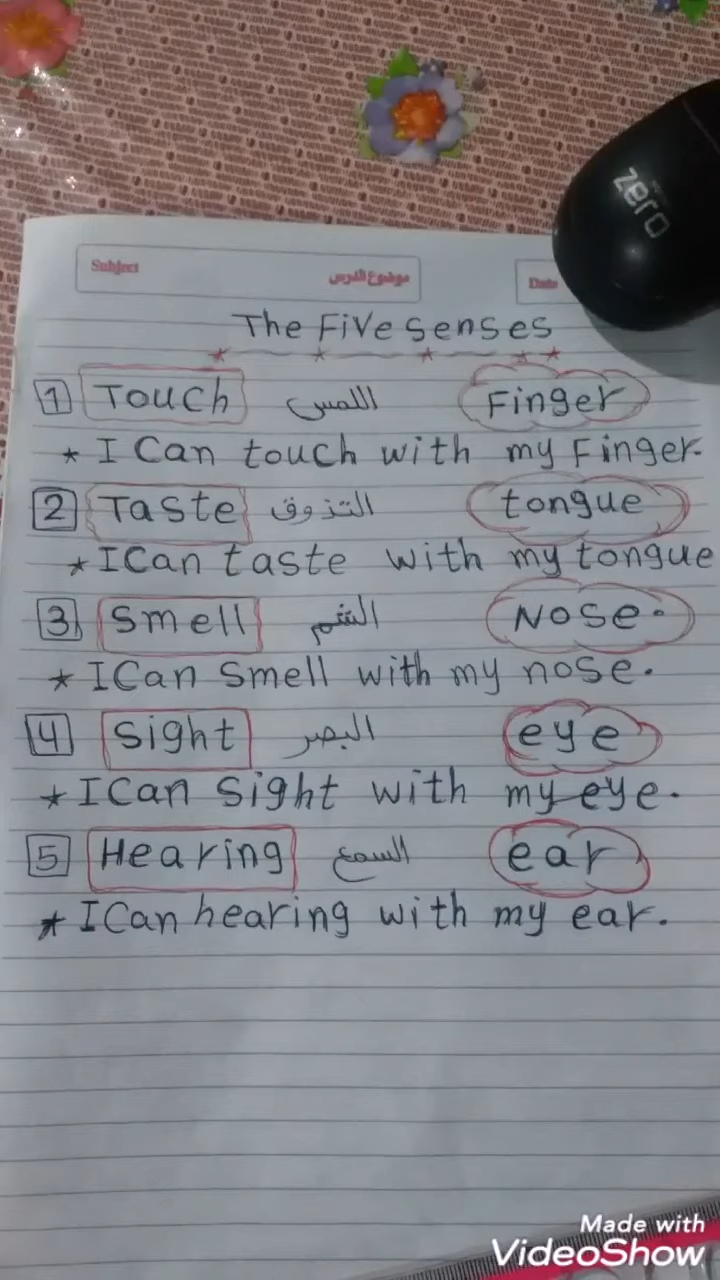 zero
Subject موضوع الدرس Date
The Five Senses
1 Touch اللمس Finger
* I Can touch with my Finger.
2 Taste التذوق tongue
* I Can taste with my tongue
3 Smell الشم Nose.
* I Can Smell with my nose.
4 Sight البصر eye
* I Can Sight with my eye.
5 Hearing السمع ear
* I Can hearing with my ear.
Made with
VideoShow